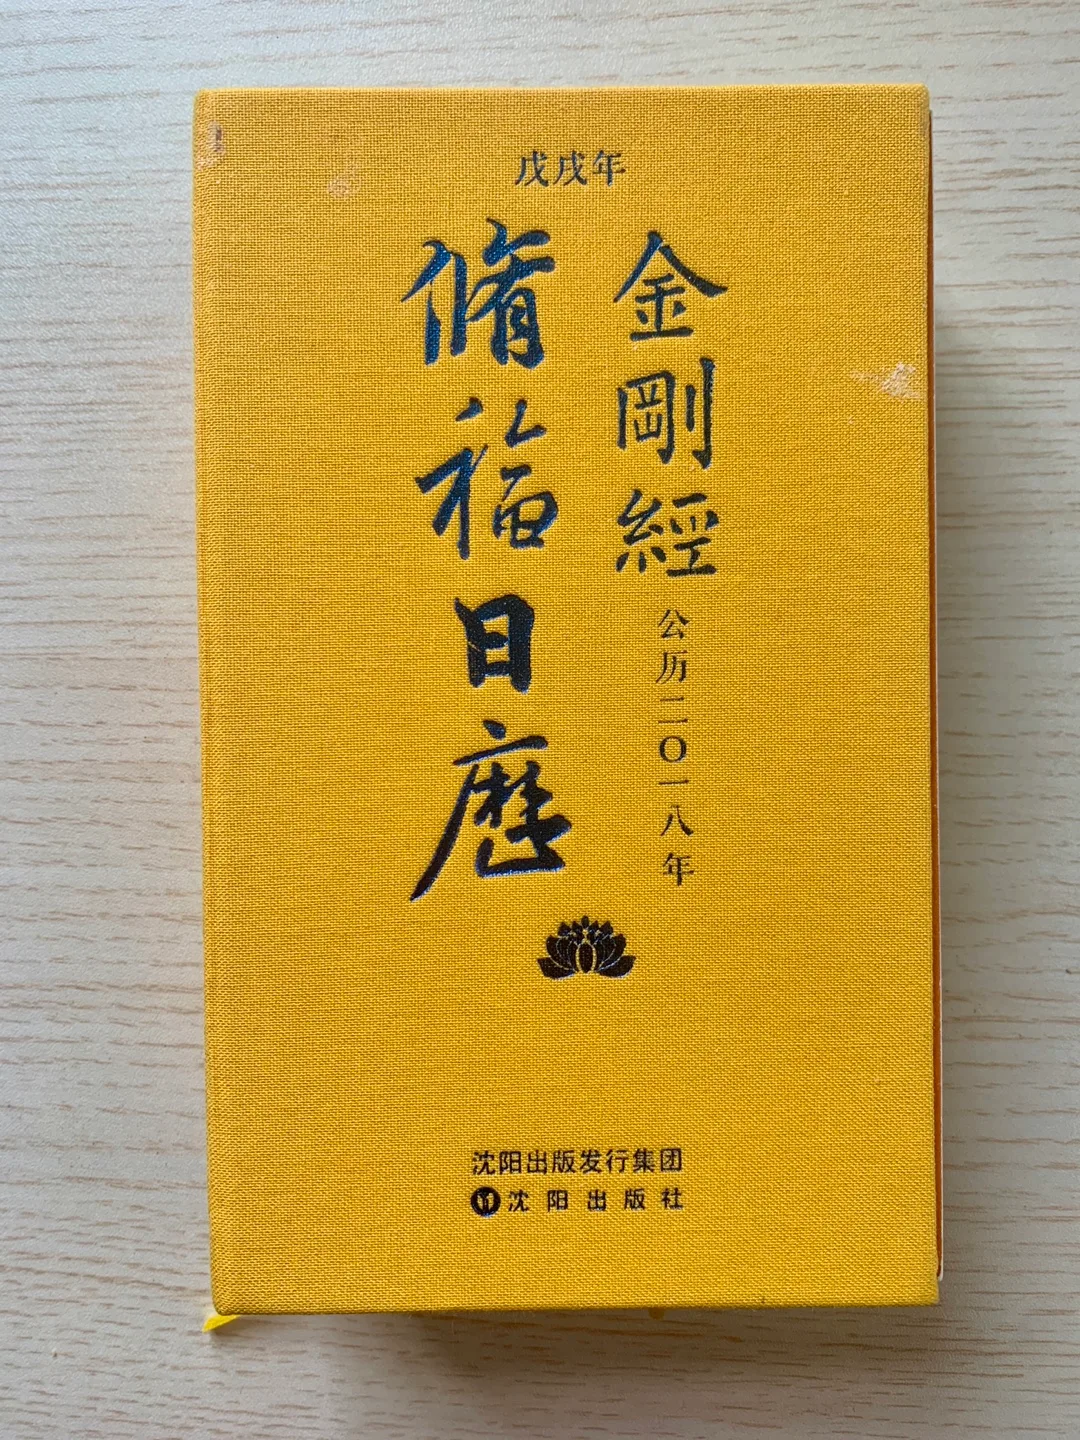 戊戌年
金剛經
公历二〇一八年
脩福日歷
沈阳出版发行集团
沈阳出版社